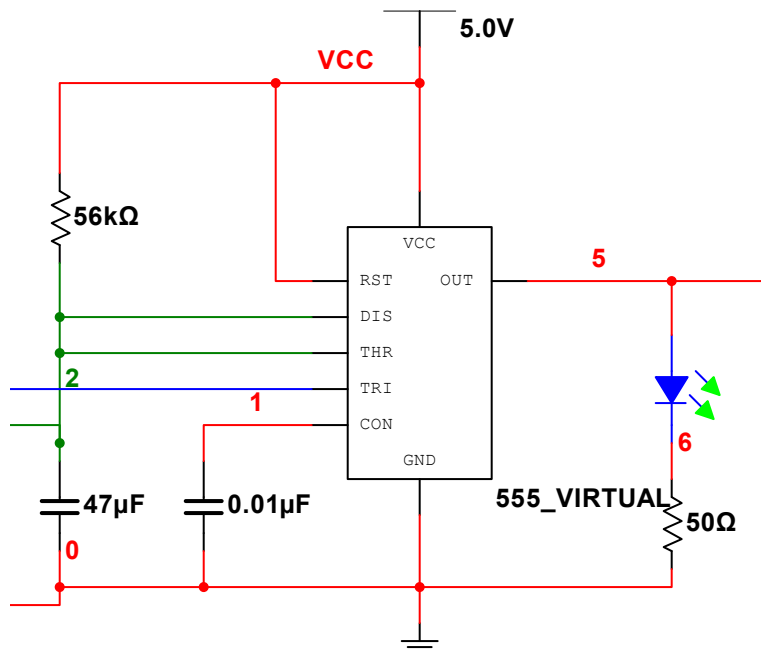 5.0V
VCC
56kΩ
VCC
5
RST
OUT
DIS
THR
2
TRI
1
CON
6
GND
47µF
0.01µF
555_VIRTUAL
50Ω
0